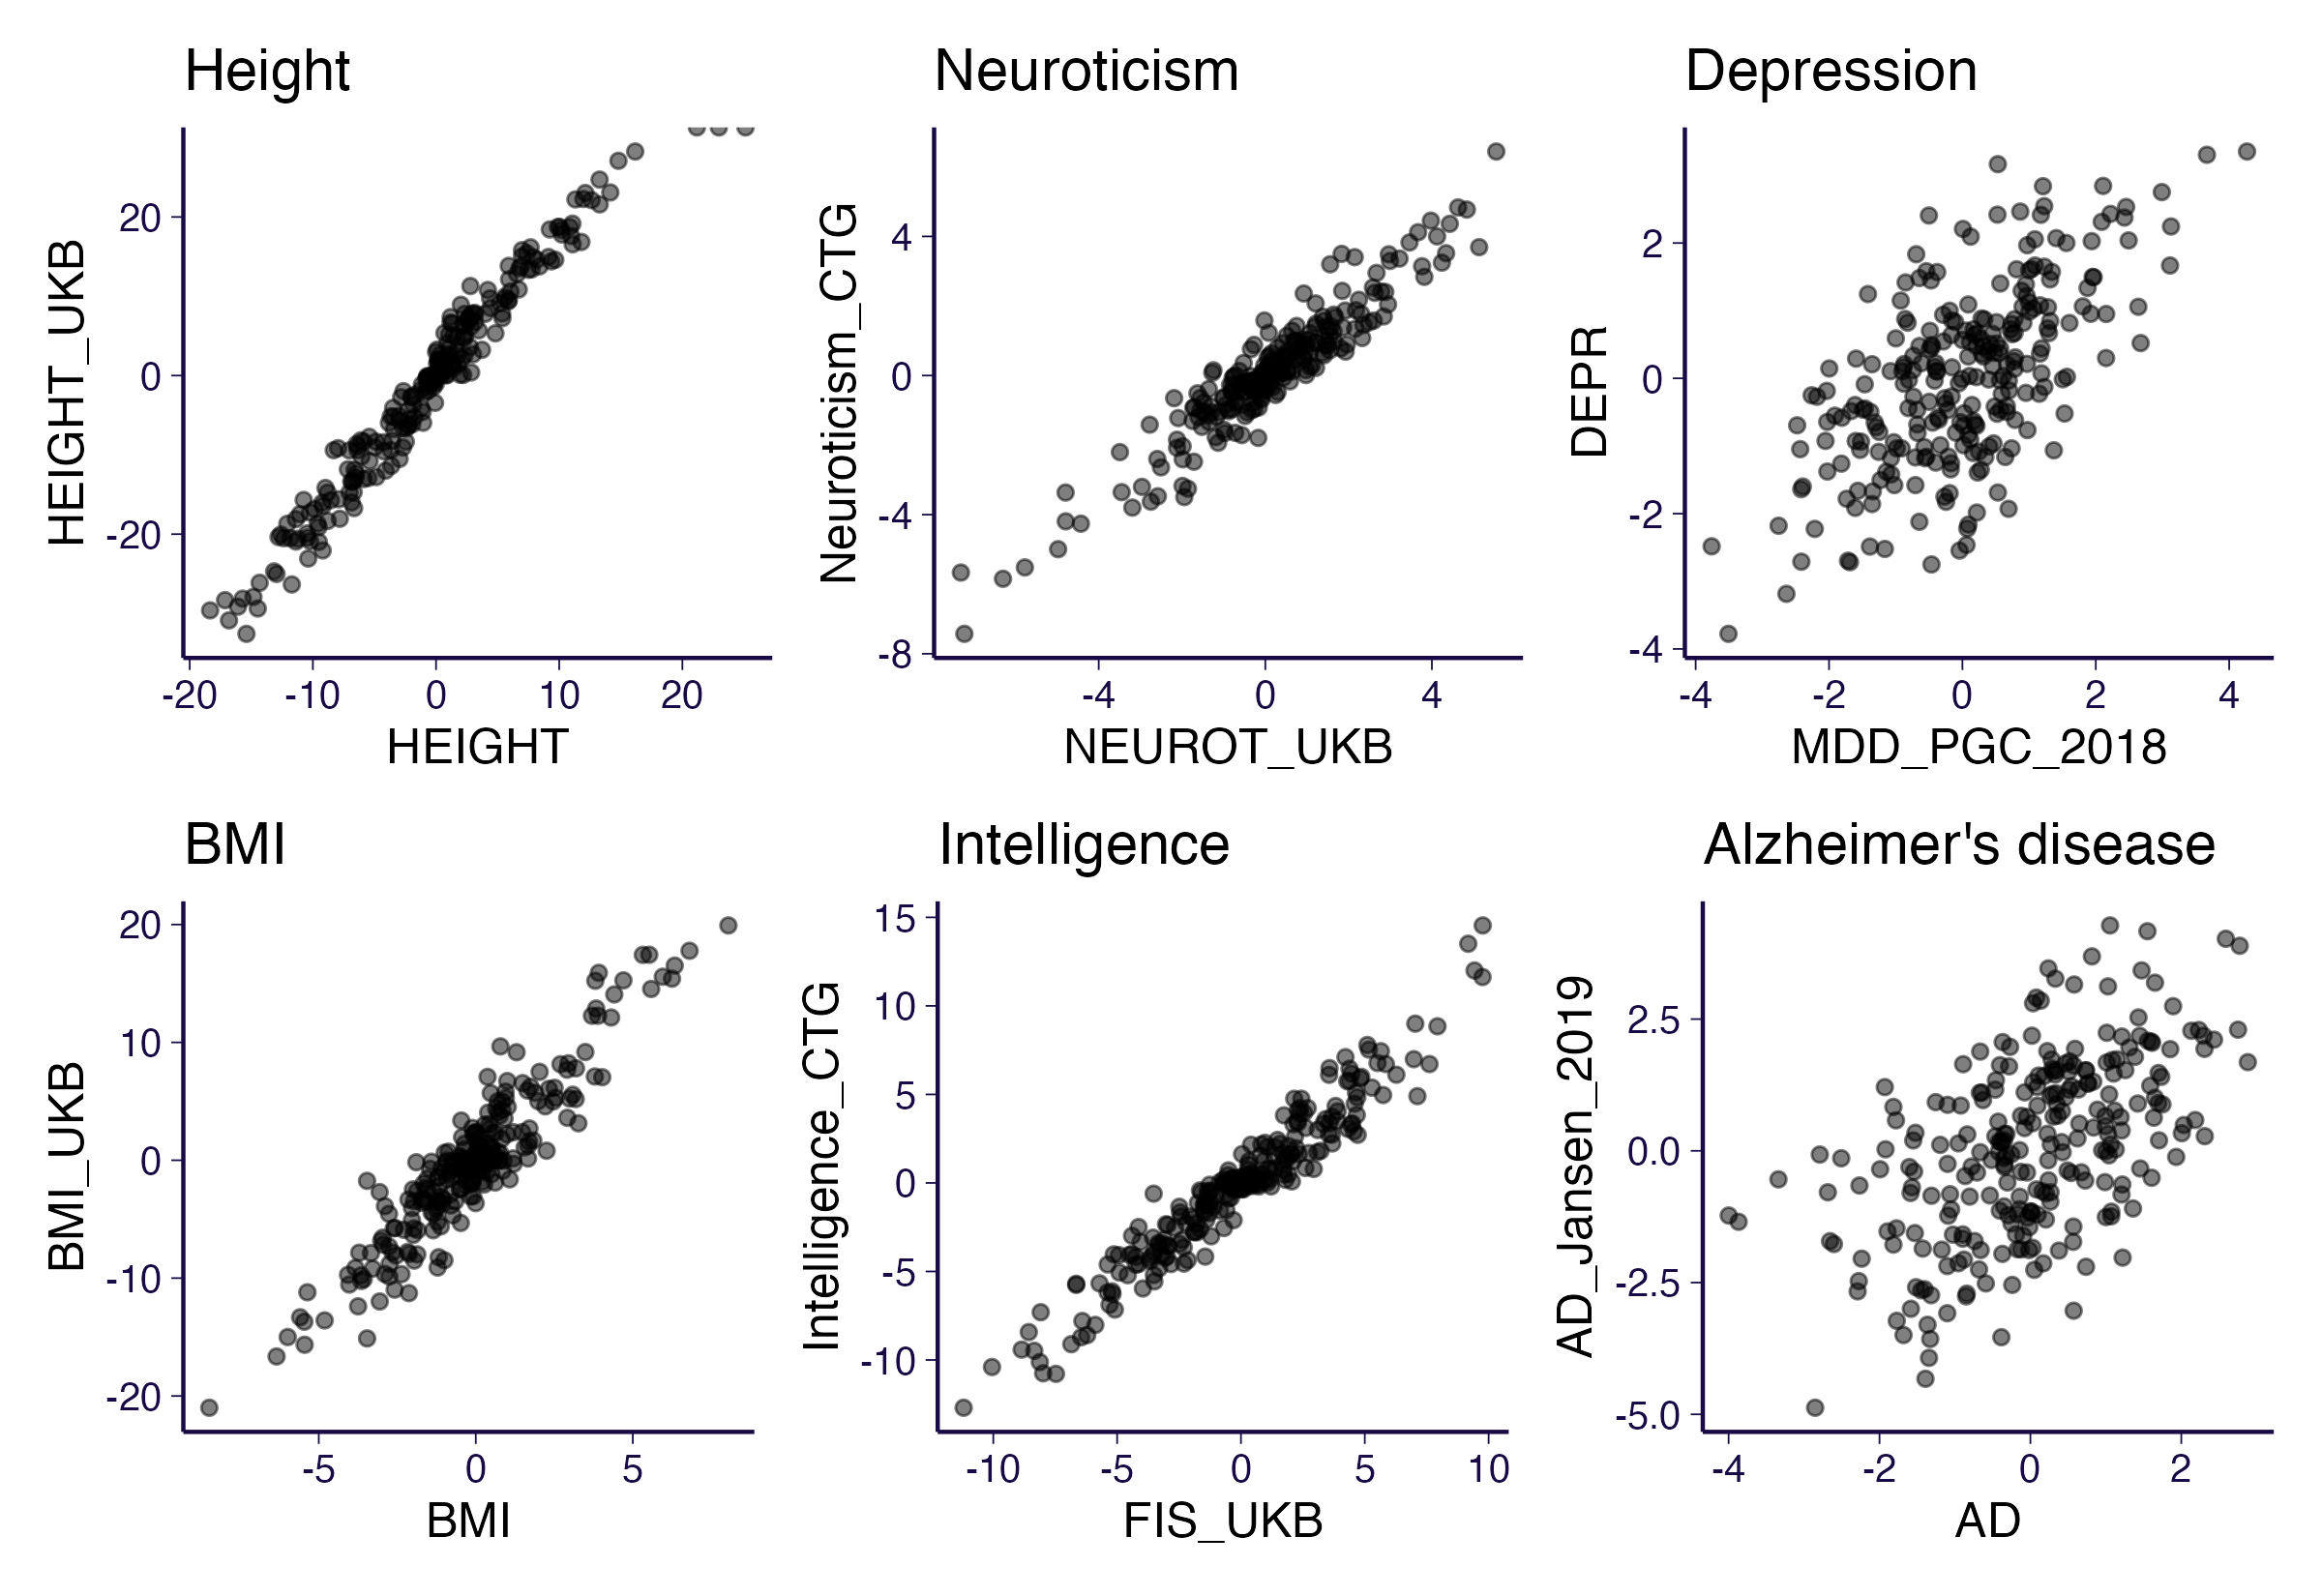 Height
HEIGHT_UKB
20
0
-20
-20 -10 0 10 20
HEIGHT
Neuroticism
Neuroticism_CTG
4
0
-4
-8
-4 0 4
NEUROT_UKB
Depression
DEPR
2
0
-2
-4
-4 -2 0 2 4
MDD_PGC_2018
BMI
BMI_UKB
20
10
0
-10
-20
-5 0 5
BMI
Intelligence
Intelligence_CTG
15
10
5
0
-5
-10
-10 -5 0 5 10
FIS_UKB
Alzheimer's disease
AD_Jansen_2019
2.5
0.0
-2.5
-5.0
-4 -2 0 2
AD